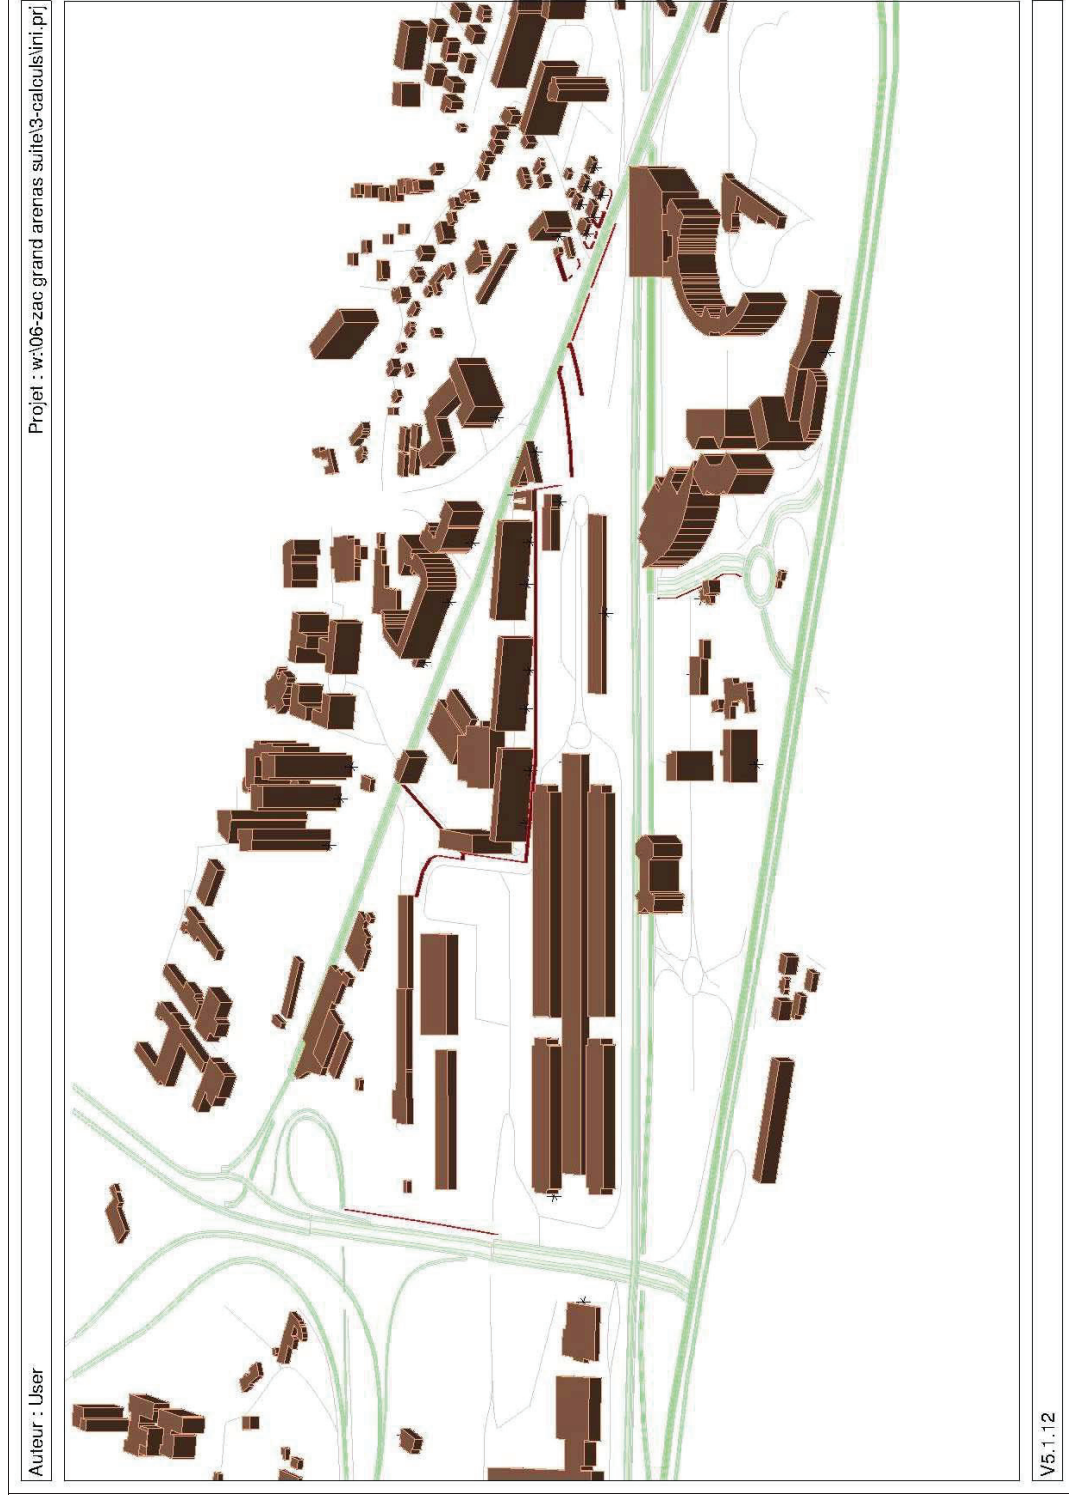 Auteur : User
Projet : w:\06-zac grand arenas suite\3-calculs\ini.prj
V5.1.12